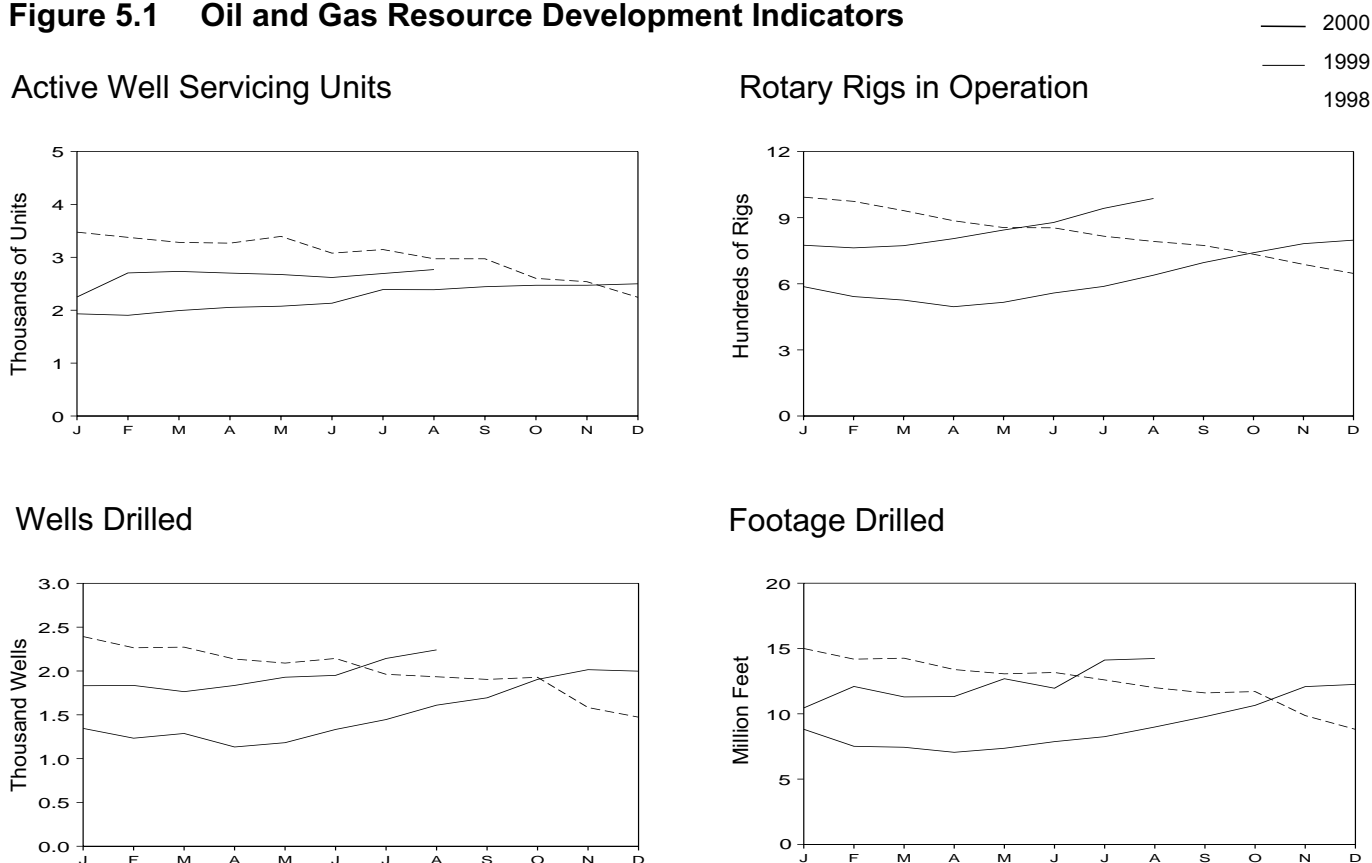 Figure 5.1 Oil and Gas Resource Development Indicators
2000
1999
1998
Active Well Servicing Units
Thousands of Units
5
4
3
2
1
0
J F M A M J J A S O N D
Rotary Rigs in Operation
Hundreds of Rigs
12
9
6
3
0
J F M A M J J A S O N D
Wells Drilled
Thousand Wells
3.0
2.5
2.0
1.5
1.0
0.5
0.0
J F M A M J J A S O N D
Footage Drilled
Million Feet
20
15
10
5
0
J F M A M J J A S O N D